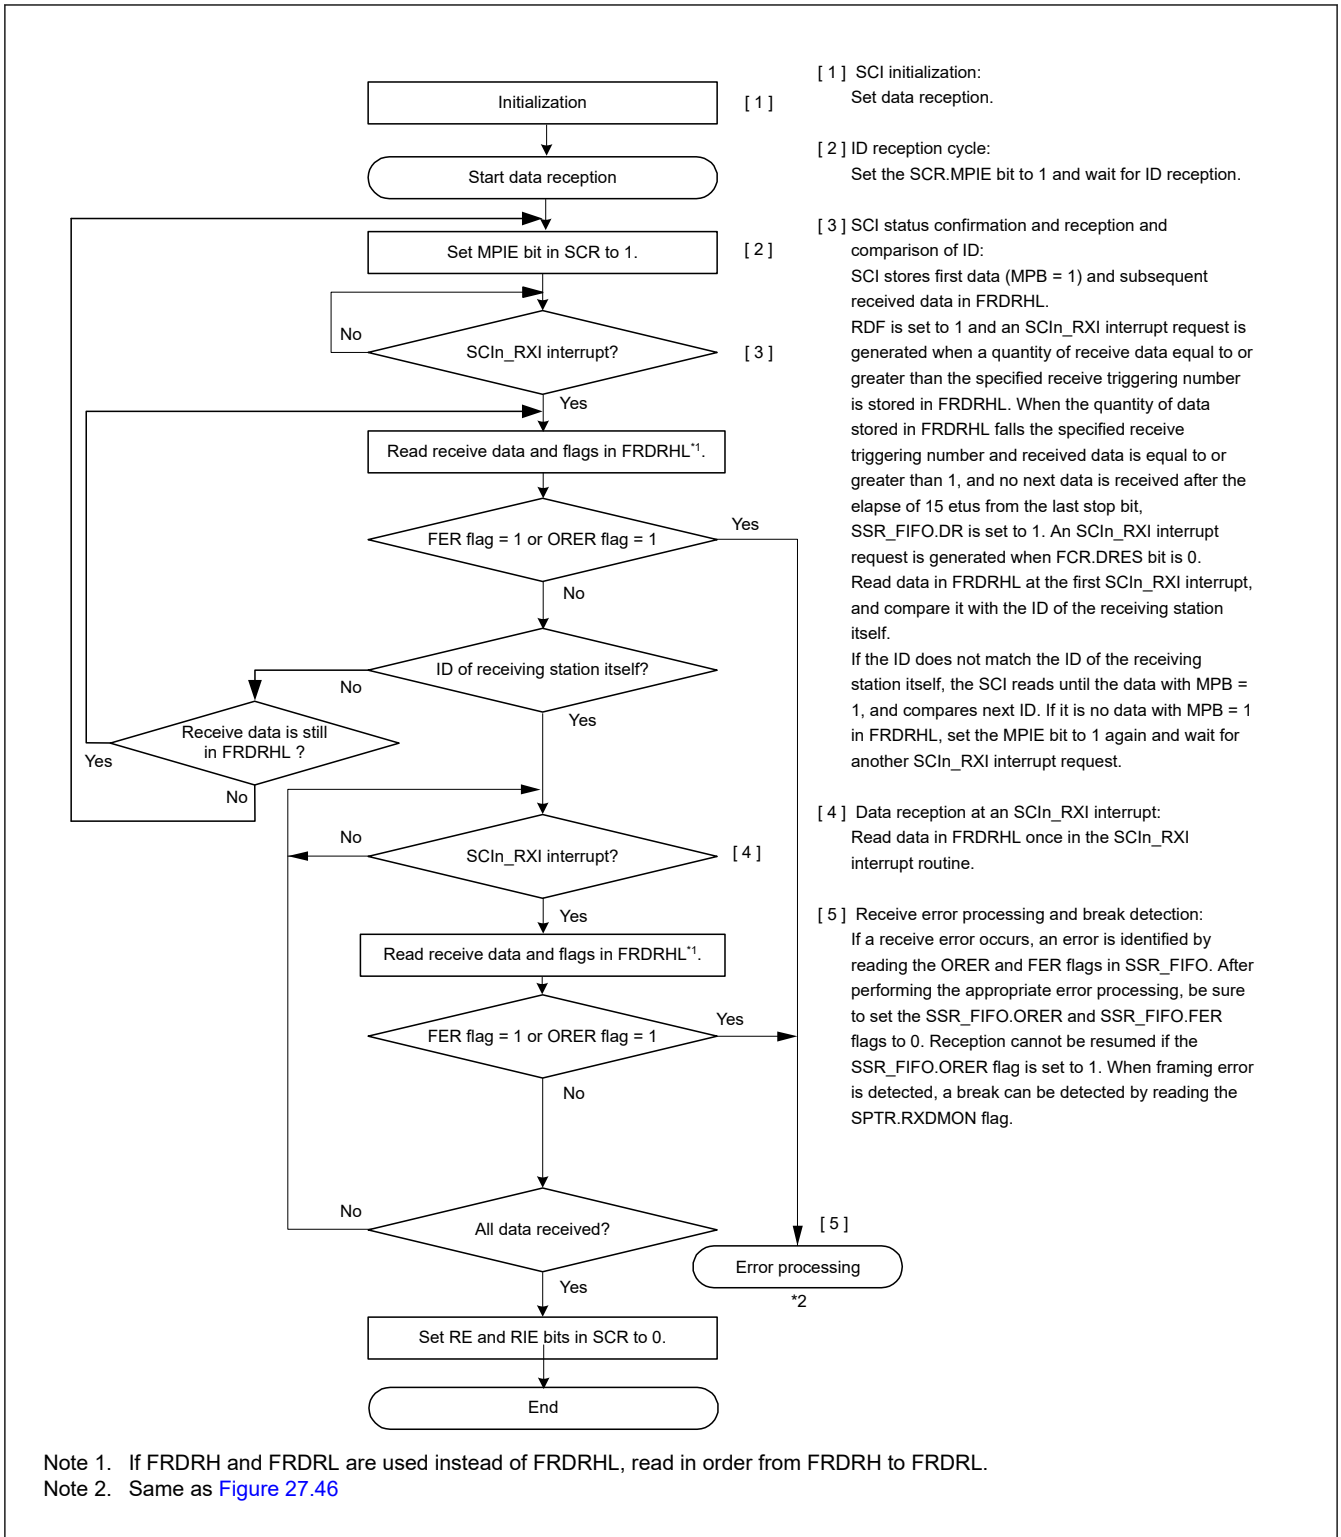 Initialization
[ 1 ]
Start data reception
Set MPIE bit in SCR to 1.
[ 2 ]
No
SCIn_RXI interrupt?
[ 3 ]
Yes
Read receive data and flags in FRDRHL*1.
FER flag = 1 or ORER flag = 1
Yes
No
ID of receiving station itself?
No
Yes
Receive data is still
in FRDRHL ?
Yes
No
No
SCIn_RXI interrupt?
[ 4 ]
Yes
Read receive data and flags in FRDRHL*1.
FER flag = 1 or ORER flag = 1
Yes
No
No
All data received?
Yes
[ 5 ]
Error processing
*2
Set RE and RIE bits in SCR to 0.
End
[ 1 ] SCI initialization:
Set data reception.
[ 2 ] ID reception cycle:
Set the SCR.MPIE bit to 1 and wait for ID reception.
[ 3 ] SCI status confirmation and reception and
comparison of ID:
SCI stores first data (MPB = 1) and subsequent
received data in FRDRHL.
RDF is set to 1 and an SCIn_RXI interrupt request is
generated when a quantity of receive data equal to or
greater than the specified receive triggering number
is stored in FRDRHL. When the quantity of data
stored in FRDRHL falls the specified receive
triggering number and received data is equal to or
greater than 1, and no next data is received after the
elapse of 15 etus from the last stop bit,
SSR_FIFO.DR is set to 1. An SCIn_RXI interrupt
request is generated when FCR.DRES bit is 0.
Read data in FRDRHL at the first SCIn_RXI interrupt,
and compare it with the ID of the receiving station
itself.
If the ID does not match the ID of the receiving
station itself, the SCI reads until the data with MPB =
1, and compares next ID. If it is no data with MPB = 1
in FRDRHL, set the MPIE bit to 1 again and wait for
another SCIn_RXI interrupt request.
[ 4 ] Data reception at an SCIn_RXI interrupt:
Read data in FRDRHL once in the SCIn_RXI
interrupt routine.
[ 5 ] Receive error processing and break detection:
If a receive error occurs, an error is identified by
reading the ORER and FER flags in SSR_FIFO. After
performing the appropriate error processing, be sure
to set the SSR_FIFO.ORER and SSR_FIFO.FER
flags to 0. Reception cannot be resumed if the
SSR_FIFO.ORER flag is set to 1. When framing error
is detected, a break can be detected by reading the
SPTR.RXDMON flag.
Note 1. If FRDRH and FRDRL are used instead of FRDRHL, read in order from FRDRH to FRDRL.
Note 2. Same as Figure 27.46